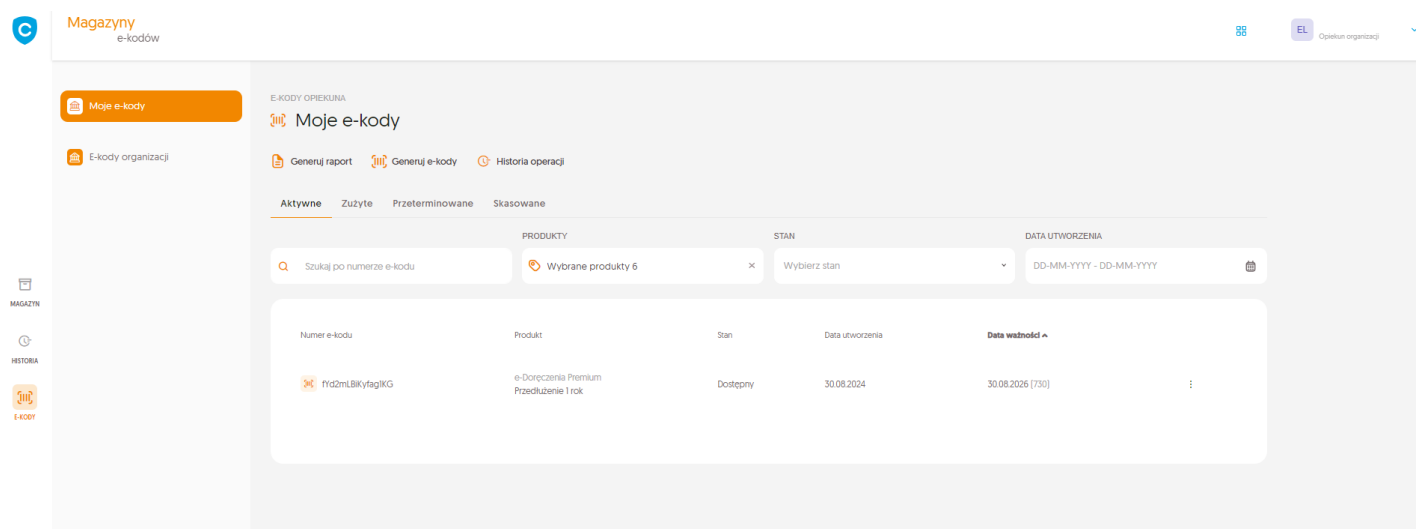 C
Magazyny
e-kodów
EL
Opiekun organizacji
Moje e-kody
E-kody organizacji
MAGAZYN
HISTORIA
E-KODY
E-KODY OPIEKUNA
Moje e-kody
Generuj raport Generuj e-kody Historia operacji
Aktywne Zużyte Przeterminowane Skasowane
PRODUKTY STAN DATA UTWORZENIA
Szukaj po numerze e-kodu Wybrane produkty 6 Wybierz stan DD-MM-YYYY - DD-MM-YYYY
Numer e-kodu Produkt Stan Data utworzenia Data ważności
fYd2mLBiKyfag1KG e-Doręczenia Premium Dostępny 30.08.2024 30.08.2026 [730]
Przedłużenie 1 rok